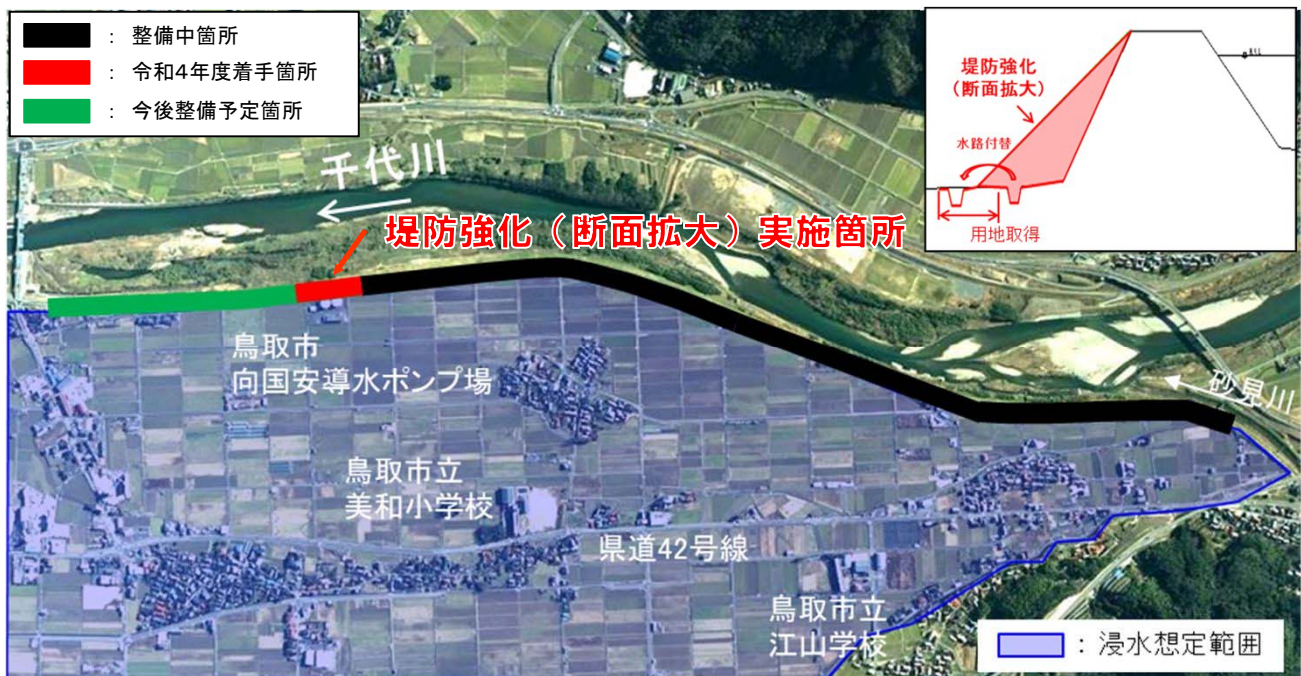 ：整備中箇所
：令和4年度着手箇所
：今後整備予定箇所
堤防強化
（断面拡大）
水路付替
用地取得
千代川
堤防強化（断面拡大）実施箇所
砂見川
鳥取市
向国安導水ポンプ場
鳥取市立
美和小学校
県道42号線
鳥取市立
江山学校
：浸水想定範囲